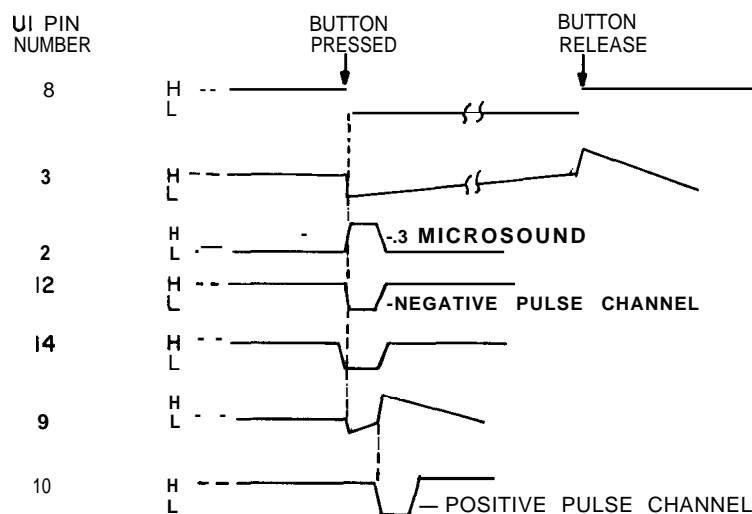 UI PIN
NUMBER
BUTTON
PRESSED
BUTTON
RELEASE
8
H
L
3
H
L
2
H
L
-.3 MICROSOUND
12
H
L
-NEGATIVE PULSE CHANNEL
14
H
L
9
H
L
10
H
L
— POSITIVE PULSE CHANNEL